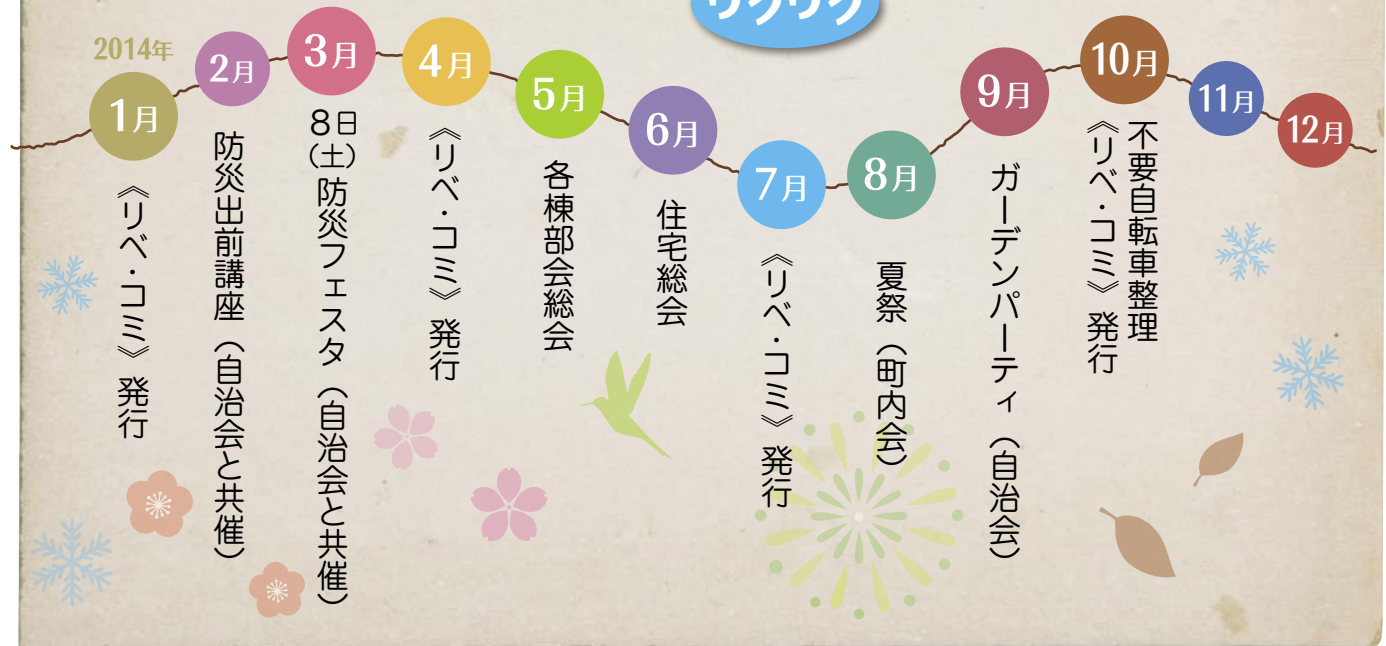 ワクワク
2014年
1月
《リベ・コミ》発行
2月
防災出前講座（自治会と共催）
3月
8日（土）防災フェスタ（自治会と共催）
4月
《リベ・コミ》発行
5月
各棟部会総会
6月
住宅総会
7月
《リベ・コミ》発行
8月
夏祭（町内会）
9月
ガーデンパーティ（自治会）
10月
不要自転車整理
《リベ・コミ》発行
11月
12月